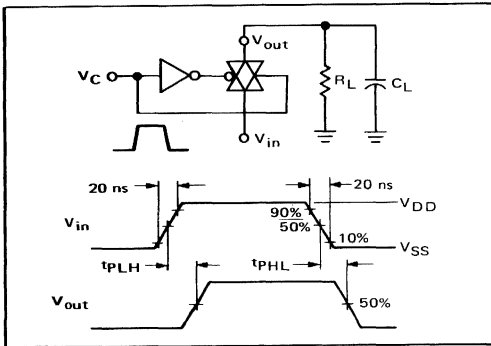 Vout
VC
RL
CL
Vin
20 ns
20 ns
VDD
90%
50%
Vin
10%
VSS
tPLH
tPHL
50%
Vout